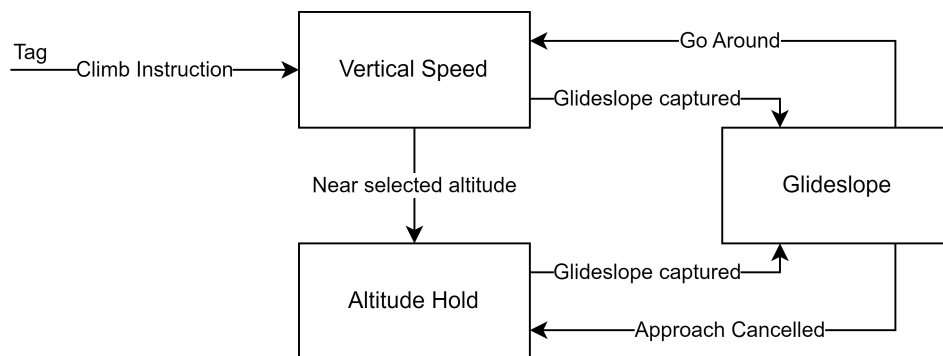 Tag
Climb Instruction
Vertical Speed
Go Around
Glideslope captured
Near selected altitude
Glideslope
Altitude Hold
Glideslope captured
Approach Cancelled